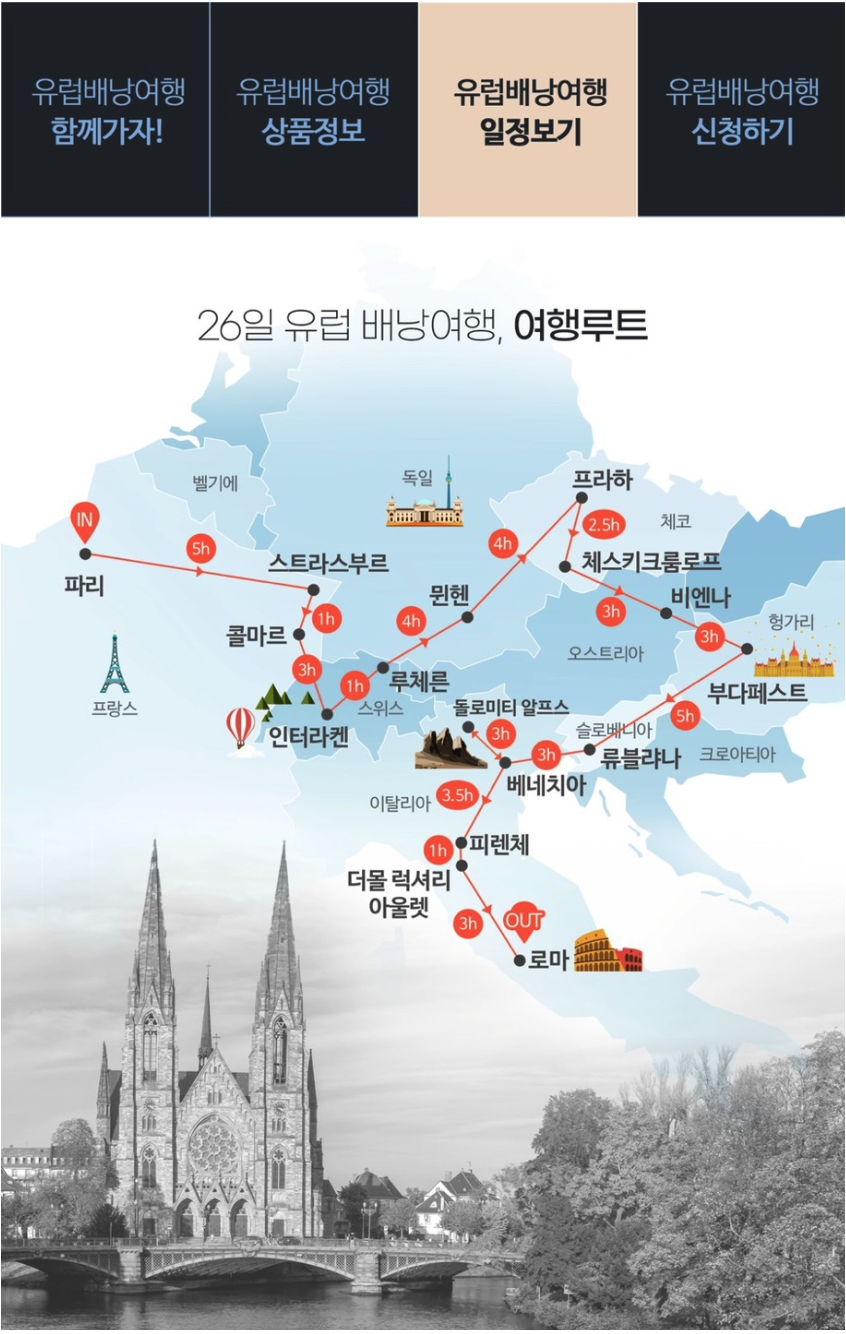 유럽배낭여행
함께가자!
유럽배낭여행
상품정보
유럽배낭여행
일정보기
유럽배낭여행
신청하기
26일 유럽 배낭여행, 여행루트
벨기에
독일
프라하
IN
5h
4h
2.5h
체코
파리
스트라스부르
체스키크룸로프
뮌헨
비엔나
콜마르
1h
4h
3h
3h
헝가리
3h
1h
루체른
오스트리아
프랑스
스위스
부다페스트
인터라켄
돌로미티 알프스
3h
5h
슬로베니아
3h
류블랴나
크로아티아
베네치아
이탈리아
3.5h
1h
피렌체
더몰 럭셔리
아울렛
3h
OUT
로마